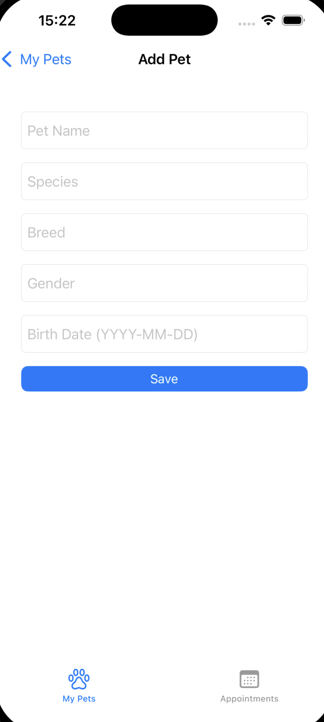 15:22
My Pets
Add Pet
Pet Name
Species
Breed
Gender
Birth Date (YYYY-MM-DD)
Save
My Pets
Appointments